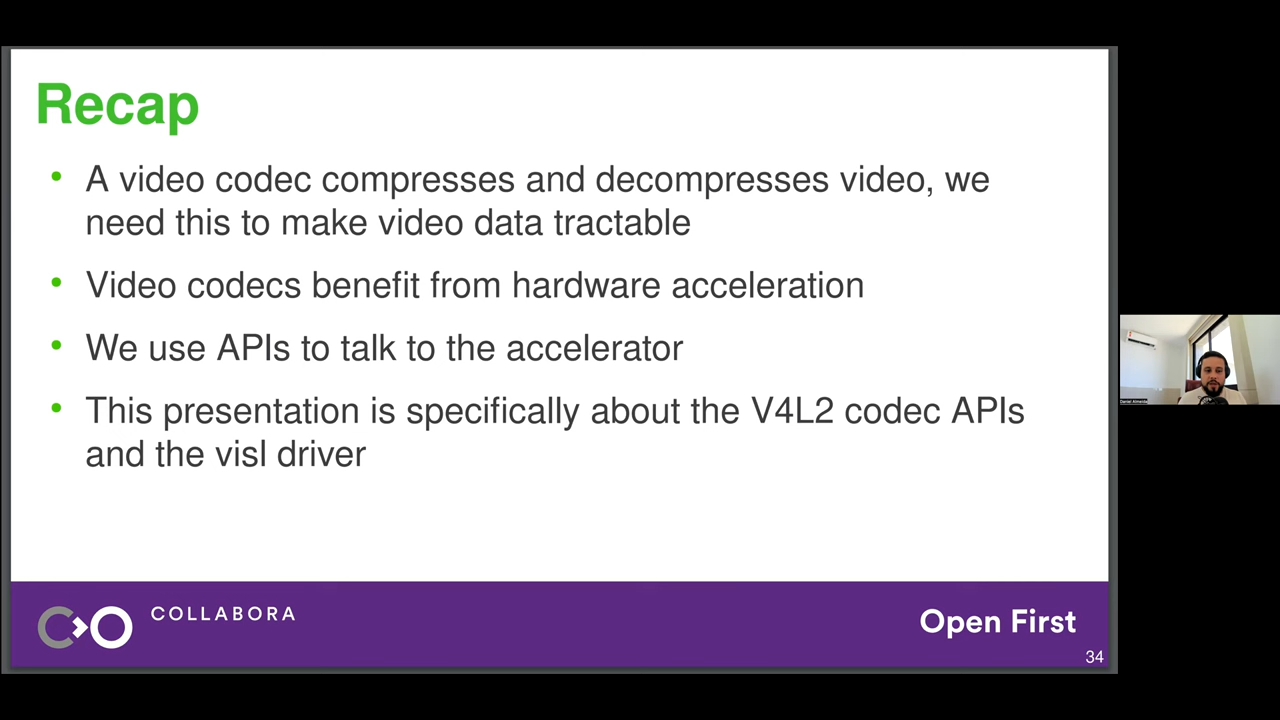 Recap
• A video codec compresses and decompresses video, we
need this to make video data tractable
• Video codecs benefit from hardware acceleration
• We use APIs to talk to the accelerator
• This presentation is specifically about the V4L2 codec APIs
and the visl driver
COLLABORA
Open First
34
Daniel Almeida